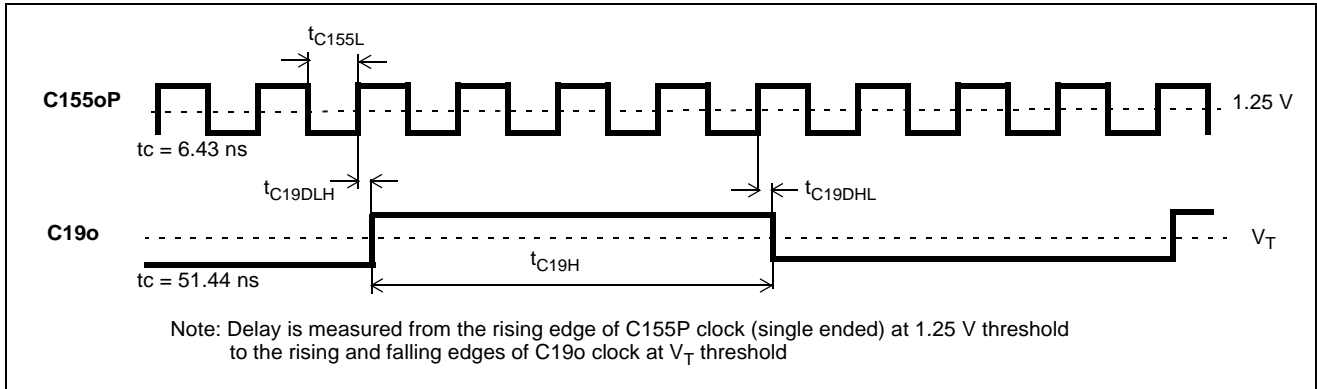 tC155L
C155oP
1.25 V
tc = 6.43 ns
tC19DLH
tC19DHL
C19o
VT
tC19H
tc = 51.44 ns
Note: Delay is measured from the rising edge of C155P clock (single ended) at 1.25 V threshold
to the rising and falling edges of C19o clock at VT threshold